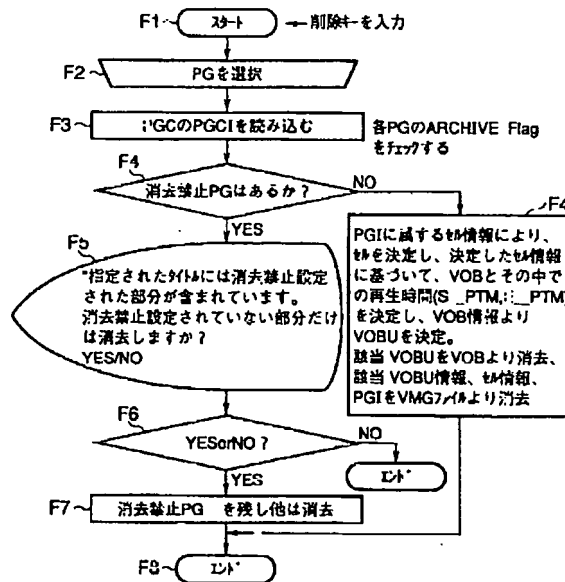 F1
スタート
削除キーを入力
F2
PGを選択
F3
PGCのPGCIを読み込む
各PGのARCHIVE Flag
をチェックする
F4
消去禁止PGはあるか？
NO
YES
F4
PGIに属するセル情報により、
セルを決定し、決定したセル情報
に基づいて、VOBとその中で
の再生時間(S_PTM,
_PTM)
を決定し、VOB情報より
VOBUを決定。
該当 VOBUをVOBより消去、
該当 VOBU情報、セル情報、
PGIをVMGファイルより消去
F5
"指定されたタイトルには消去禁止設定
された部分が含まれています。
消去禁止設定されていない部分だけ
は消去しますか？
YES/NO
F6
YESorNO？
NO
エンド
YES
F7
消去禁止PG を残し他は消去
F8
エンド